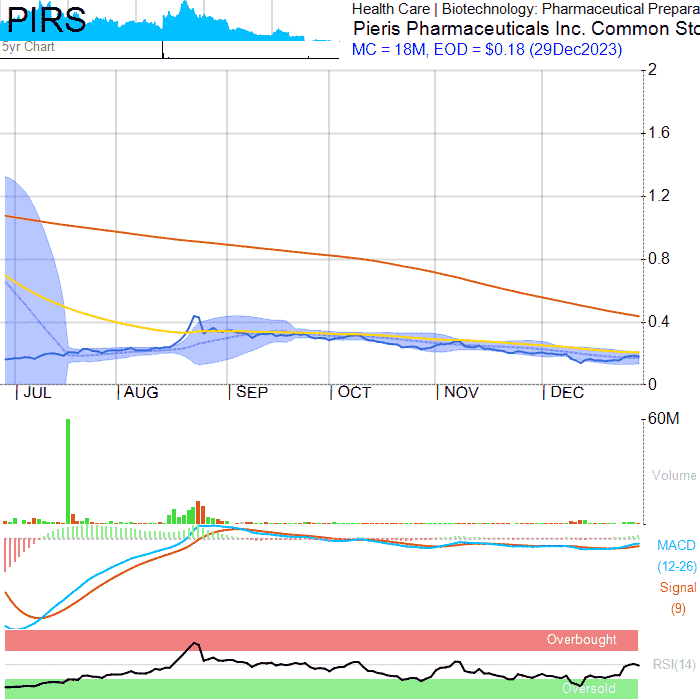 PIRS
5yr Chart
Health Care | Biotechnology: Pharmaceutical Prepara
Pieris Pharmaceuticals Inc. Common Sto
MC = 18M, EOD = $0.18 (29Dec2023)
2
1.6
1.2
0.8
0.4
0
JUL AUG SEP OCT NOV DEC
60M
Volume
MACD
(12-26)
Signal
(9)
Overbought
RSI(14)
Oversold